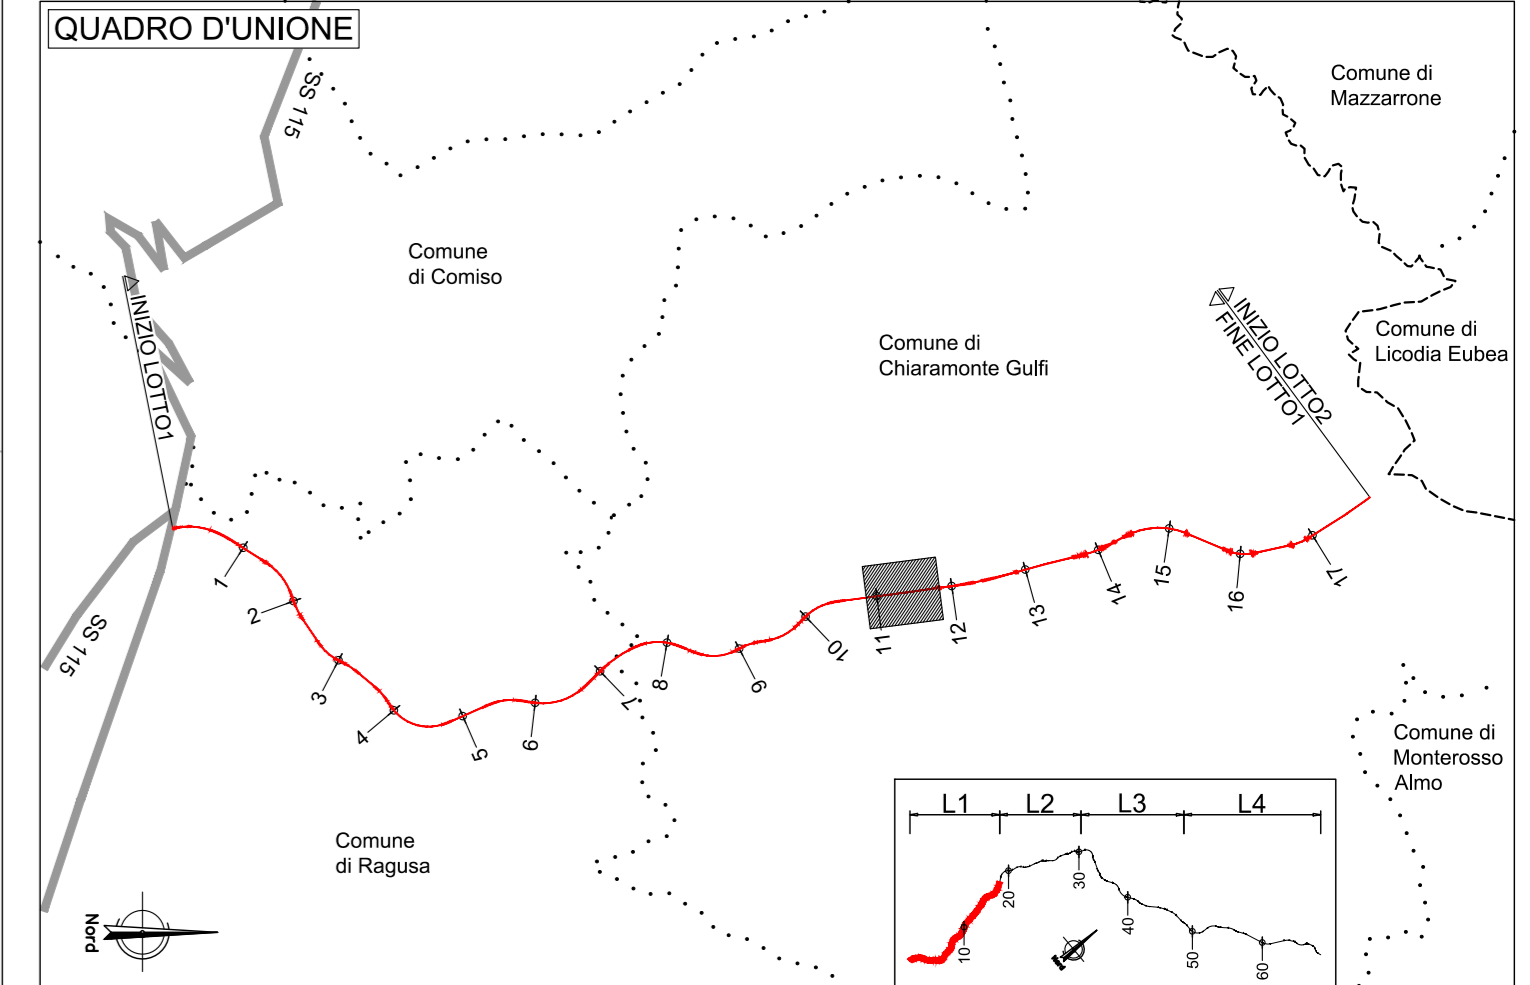 QUADRO D'UNIONE
SS 115
Comune di
Mazzarrone
Comune
di Comiso
INIZIO LOTTO1
Comune di
Chiaramonte Gulfi
INIZIO LOTTO2
FINE LOTTO1
Comune di
Licodia Eubea
1
2
3
4
5
6
7
8
9
10
11
12
13
14
15
16
17
SS 115
Comune di
Monterosso
Almo
Comune
di Ragusa
Nord
L1 L2 L3 L4
10
20
30
40
50
60
Nord